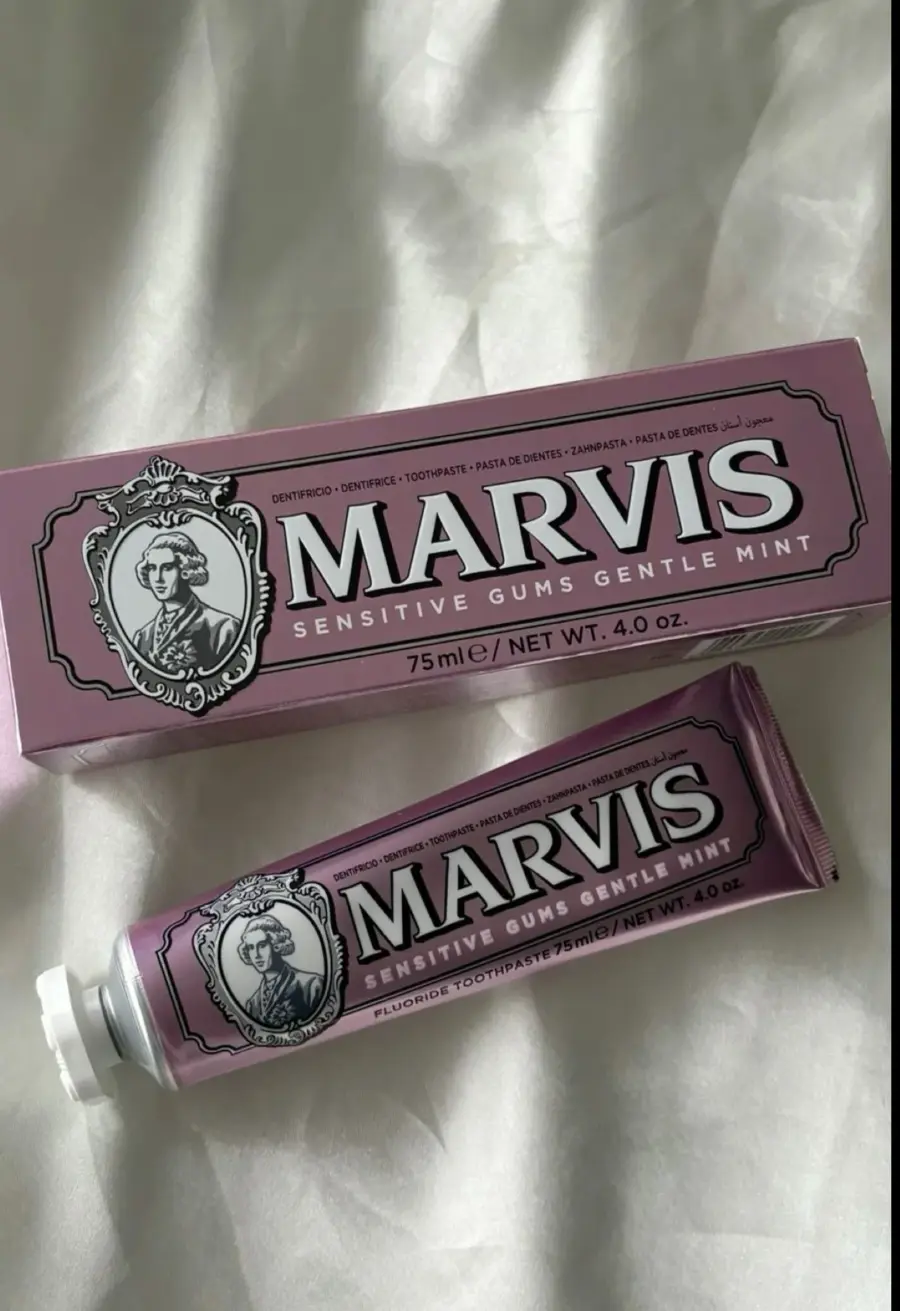 DENTIFRICIO • DENTIFRICE • TOOTHPASTE • PASTA DE DIENTES • ZAHNPASTA • PASTA DE DENTES معجون أسنان
MARVIS
SENSITIVE GUMS GENTLE MINT
75ml℮/ NET WT. 4.0 oz.
DENTIFRICIO • DENTIFRICE • TOOTHPASTE • PASTA DE DIENTES • ZAHNPASTA • PASTA DE DENTES معجون أسنان
MARVIS
SENSITIVE GUMS GENTLE MINT
FLUORIDE TOOTHPASTE 75ml℮/ NET WT. 4.0 oz.